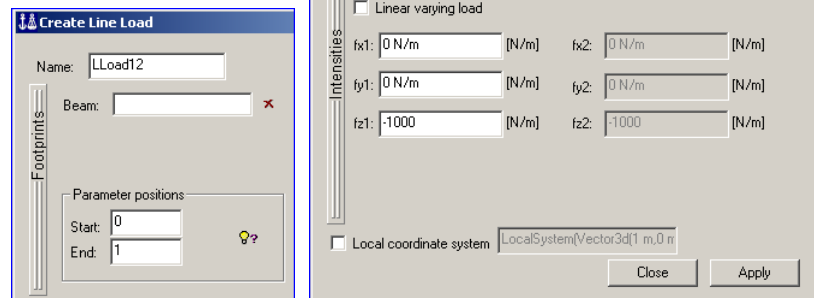 Create Line Load
Name: LLoad12
Footprints
Beam:
Parameter positions
Start: 0
End: 1
Linear varying load
Intensities
fx1: 0 N/m [N/m] fx2: 0 N/m [N/m]
fy1: 0 N/m [N/m] fy2: 0 N/m [N/m]
fz1: -1000 [N/m] fz2: -1000 [N/m]
Local coordinate system LocalSystem(Vector3d(1 m,0 m
Close Apply